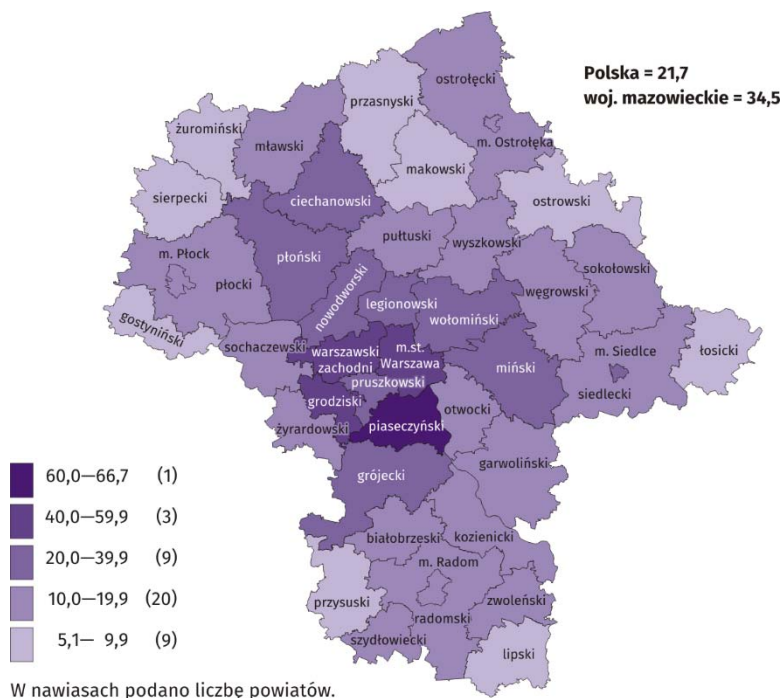 Polska = 21,7
woj. mazowieckie = 34,5
ostrołęcki
przasnyski
żuromiński
mławski
m. Ostrołęka
makowski
sierpecki
ciechanowski
ostrowski
pułtuski
wyszkowski
m. Płock
płoński
sokołowski
płocki
nowodworski
legionowski
węgrowski
wołomiński
gostyniński
sochaczewski
warszawski
zachodni
m.st.
Warszawa
m. Siedlce
łosicki
miński
pruszkowski
siedlecki
grodziski
otwocki
żyrardowski
piaseczyński
garwoliński
grójecki
białobrzeski
kozienicki
m. Radom
przysuski
zwoleński
radomski
szydłowiecki
lipski
60,0—66,7 (1)
40,0—59,9 (3)
20,0—39,9 (9)
10,0—19,9 (20)
5,1— 9,9 (9)
W nawiasach podano liczbę powiatów.